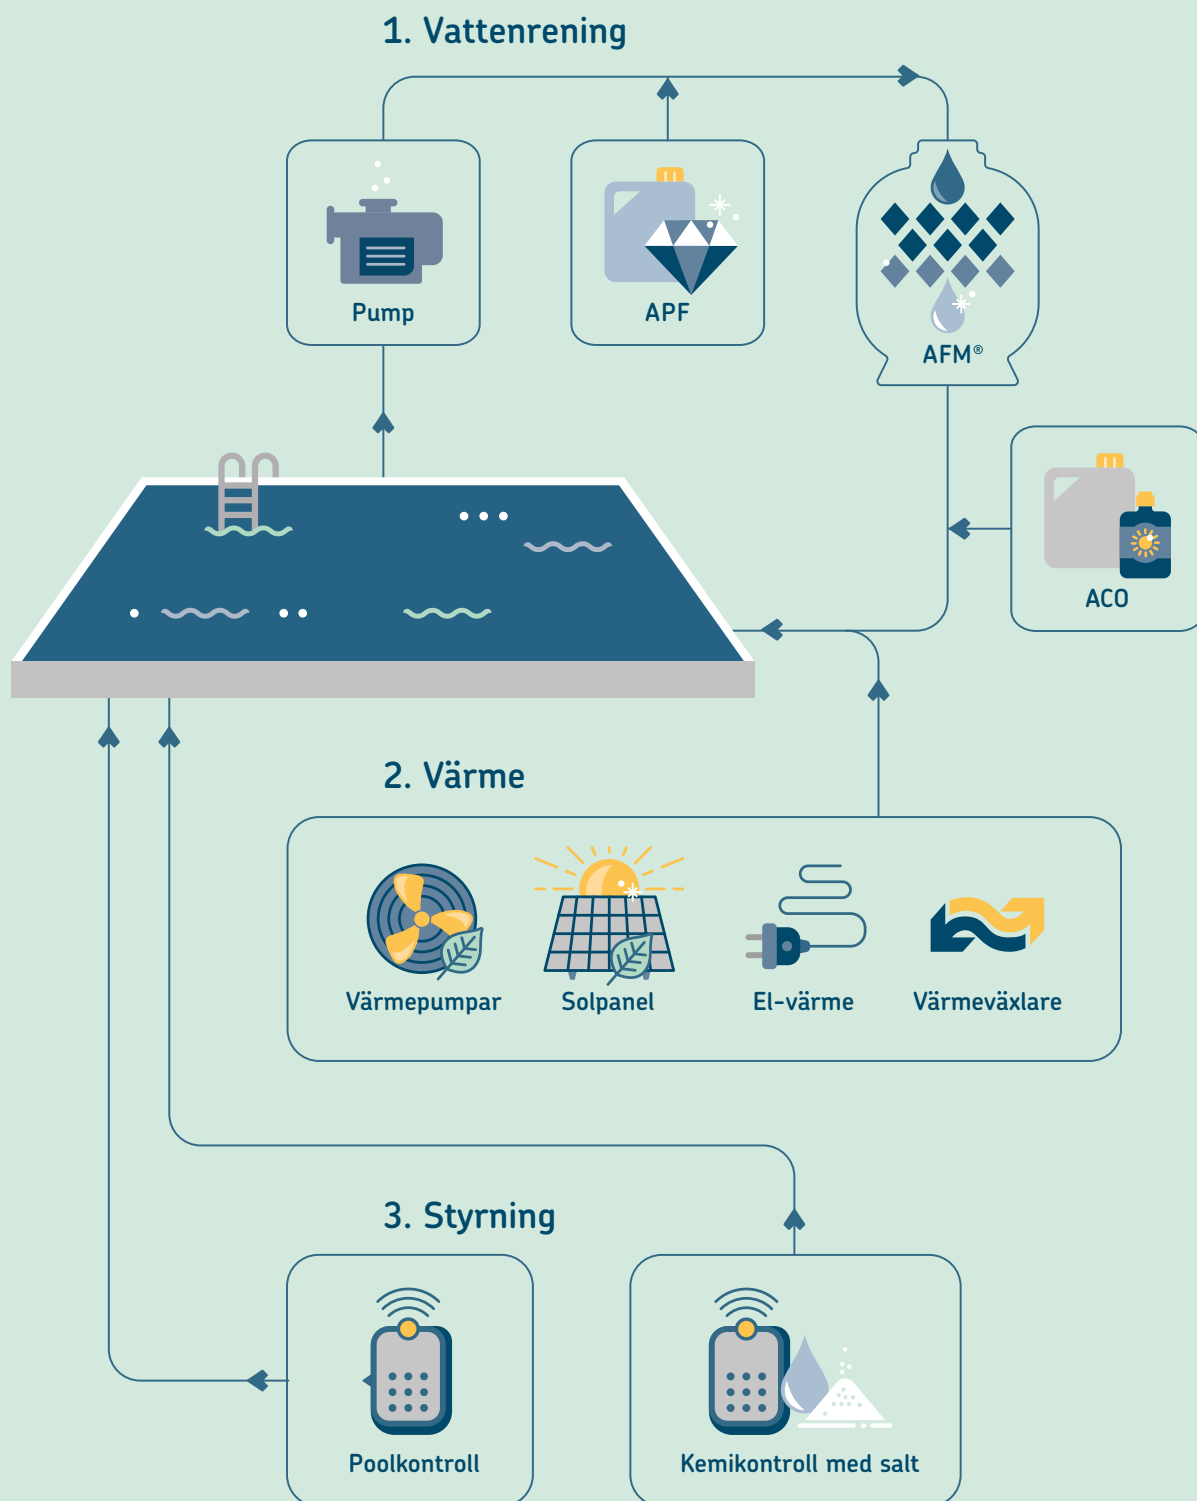 1. Vattenrening
Pump
APF
AFM®
ACO
2. Värme
Värmepumpar
Solpanel
El-värme
Värmeväxlare
3. Styrning
Poolkontroll
Kemikontroll med salt